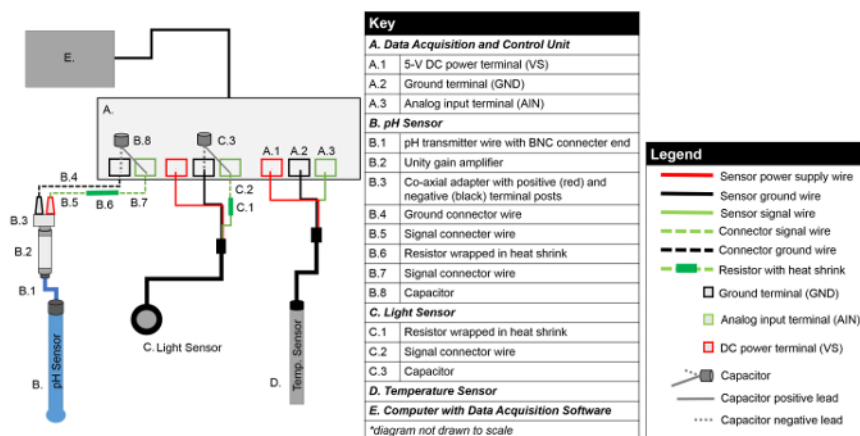 E.
A.
B.8
C.3
A.1
A.2
A.3
B.4
B.5
B.6
B.7
C.2
C.1
B.3
B.2
B.1
pH Sensor
B.
C. Light Sensor
Temp. Sensor
D.
Key
A. Data Acquisition and Control Unit
A.1 5-V DC power terminal (VS)
A.2 Ground terminal (GND)
A.3 Analog input terminal (AIN)
B. pH Sensor
B.1 pH transmitter wire with BNC connecter end
B.2 Unity gain amplifier
B.3 Co-axial adapter with positive (red) and
negative (black) terminal posts
B.4 Ground connector wire
B.5 Signal connector wire
B.6 Resistor wrapped in heat shrink
B.7 Signal connector wire
B.8 Capacitor
C. Light Sensor
C.1 Resistor wrapped in heat shrink
C.2 Signal connector wire
C.3 Capacitor
D. Temperature Sensor
E. Computer with Data Acquisition Software
*diagram not drawn to scale
Legend
Sensor power supply wire
Sensor ground wire
Sensor signal wire
Connector signal wire
Connector ground wire
Resistor with heat shrink
Ground terminal (GND)
Analog input terminal (AIN)
DC power terminal (VS)
Capacitor
Capacitor positive lead
Capacitor negative lead